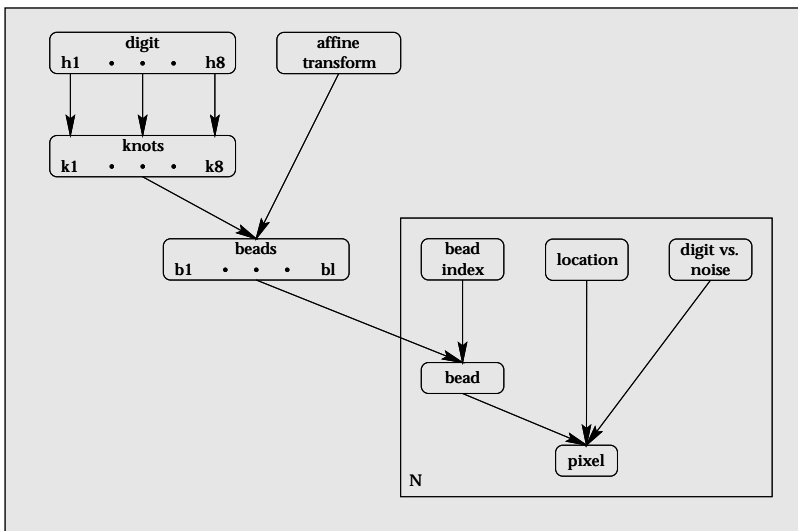 digit
h1 • • • h8
affine
transform
knots
k1 • • • k8
beads
b1 • • • bl
bead
index
location
digit vs.
noise
bead
pixel
N